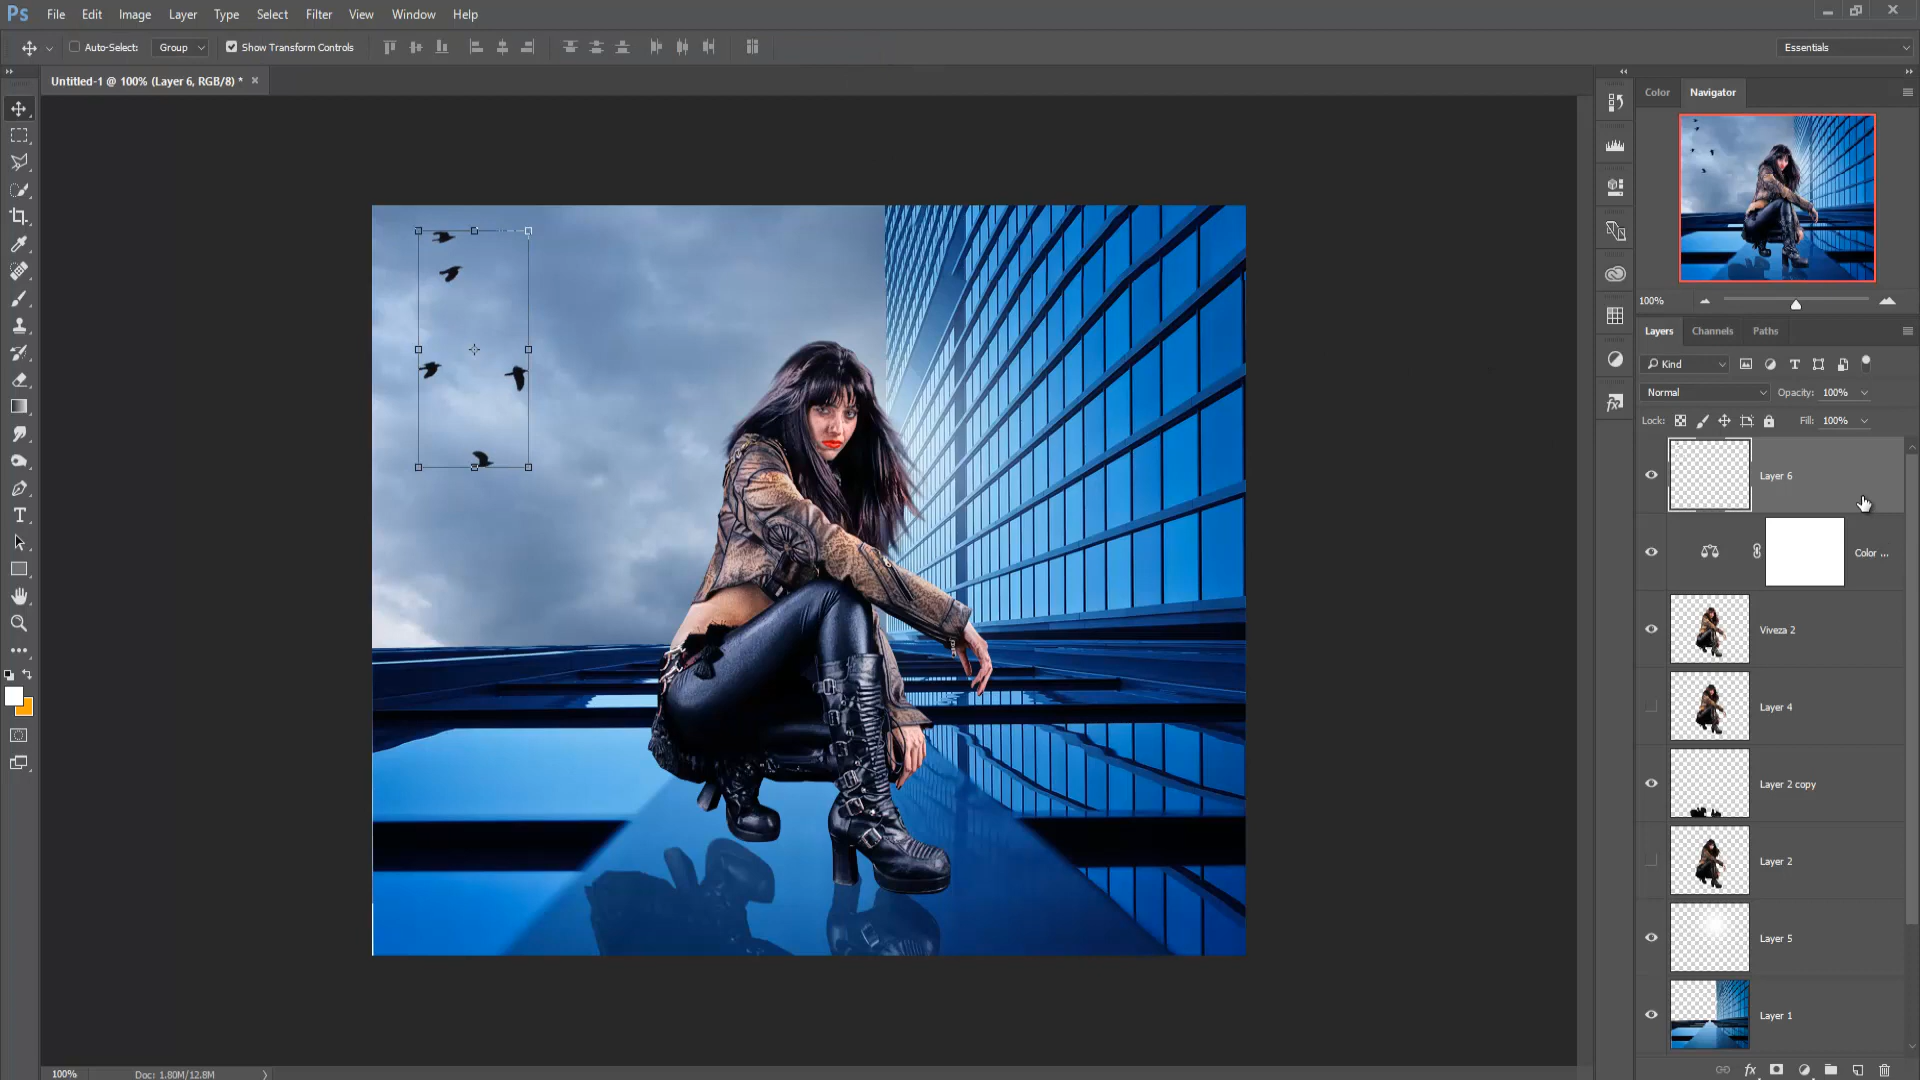 Ps File Edit Image Layer Type Select Filter View Window Help
Auto-Select: Group Show Transform Controls Essentials
Untitled-1 @ 100% (Layer 6, RGB/8) * ×
Color Navigator
100%
Layers Channels Paths
Kind
Normal Opacity: 100%
Lock: Fill: 100%
Layer 6
Color ...
Viveza 2
Layer 4
Layer 2 copy
Layer 2
Layer 5
Layer 1
100% Doc: 1.80M/12.8M